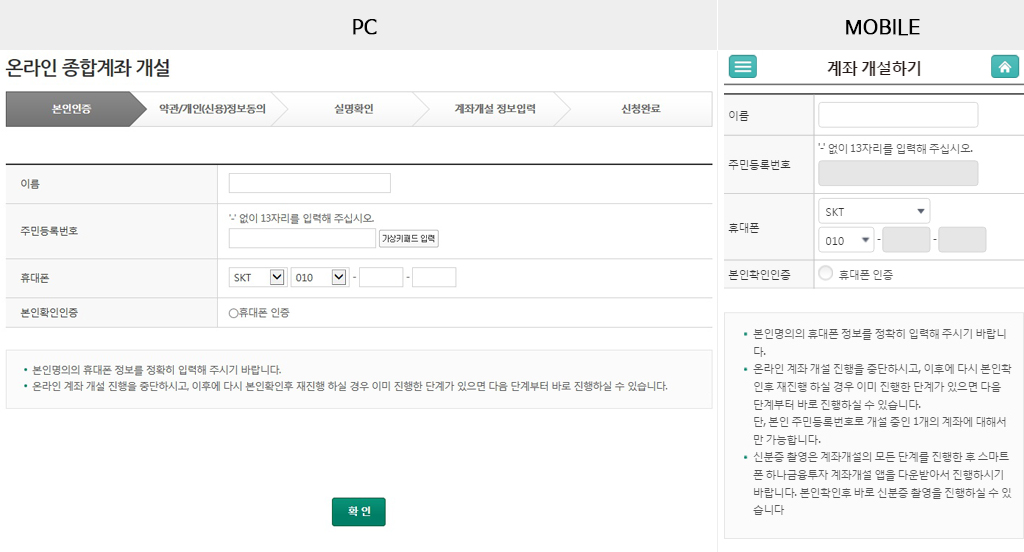 PC
온라인 종합계좌 개설
본인인증 약관/개인(신용)정보동의 실명확인 계좌개설 정보입력 신청완료
이름
주민등록번호
'-' 없이 13자리를 입력해 주십시오.
가상키패드 입력
휴대폰 SKT 010 - -
본인확인인증 휴대폰 인증
• 본인명의의 휴대폰 정보를 정확히 입력해 주시기 바랍니다.
• 온라인 계좌 개설 진행을 중단하시고, 이후에 다시 본인확인후 재진행 하실 경우 이미 진행한 단계가 있으면 다음 단계부터 바로 진행하실 수 있습니다.
확 인
MOBILE
계좌 개설하기
이름
주민등록번호
'-' 없이 13자리를 입력해 주십시오.
휴대폰
SKT
010 - -
본인확인인증 휴대폰 인증
• 본인명의의 휴대폰 정보를 정확히 입력해 주시기 바랍니
다.
• 온라인 계좌 개설 진행을 중단하시고, 이후에 다시 본인확
인후 재진행 하실 경우 이미 진행한 단계가 있으면 다음
단계부터 바로 진행하실 수 있습니다.
단, 본인 주민등록번호로 개설 중인 1개의 계좌에 대해서
만 가능합니다.
• 신분증 촬영은 계좌개설의 모든 단계를 진행한 후 스마트
폰 하나금융투자 계좌개설 앱을 다운받아서 진행하시기
바랍니다. 본인확인후 바로 신분증 촬영을 진행하실 수 있
습니다